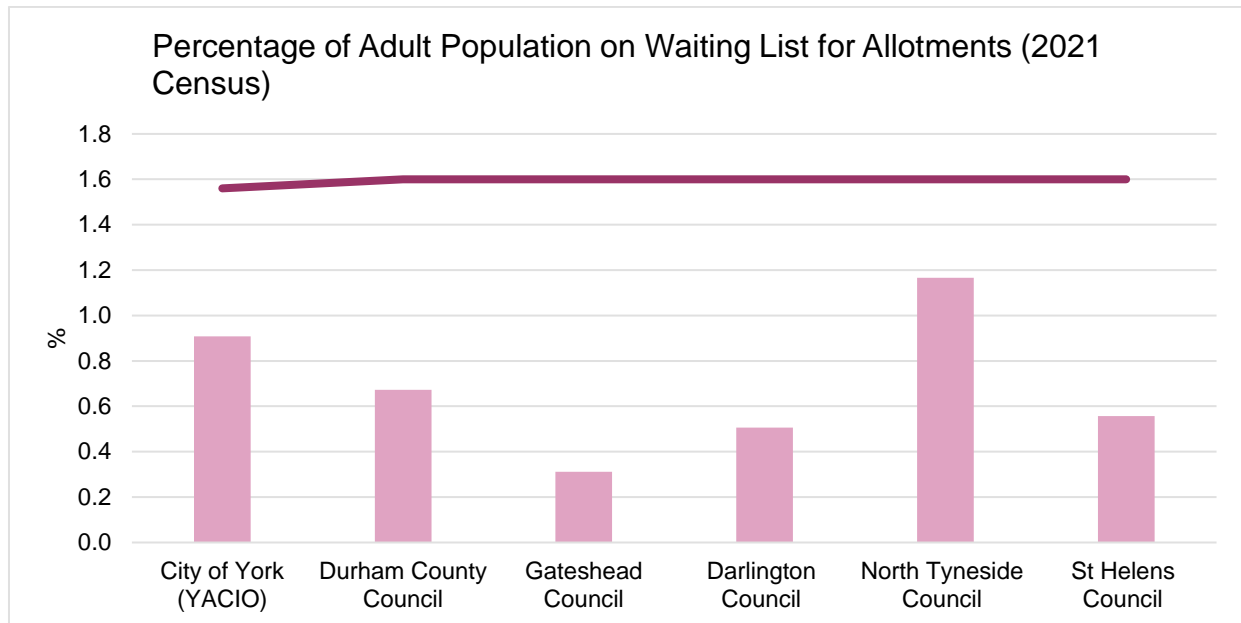 Percentage of Adult Population on Waiting List for Allotments (2021
Census)
1.8
1.6
1.4
1.2
1.0
0.8
0.6
0.4
0.2
0.0
%
City of York
(YACIO)
Durham County
Council
Gateshead
Council
Darlington
Council
North Tyneside
Council
St Helens
Council